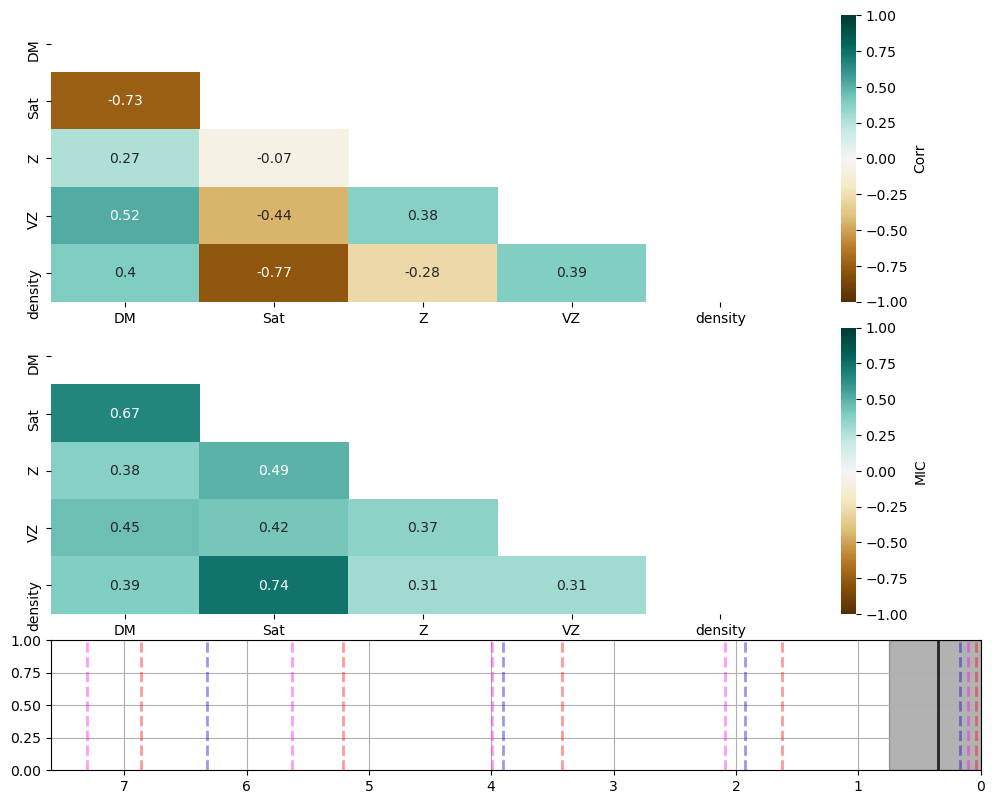 DM
Sat
Z
VZ
density
-0.73
0.27
-0.07
0.52
-0.44
0.38
0.4
-0.77
-0.28
0.39
DM
Sat
Z
VZ
density
1.00
0.75
0.50
0.25
0.00
−0.25
−0.50
−0.75
−1.00
Corr
DM
Sat
Z
VZ
density
0.67
0.38
0.49
0.45
0.42
0.37
0.39
0.74
0.31
0.31
DM
Sat
Z
VZ
density
1.00
0.75
0.50
0.25
0.00
−0.25
−0.50
−0.75
−1.00
MIC
1.00
0.75
0.50
0.25
0.00
7
6
5
4
3
2
1
0